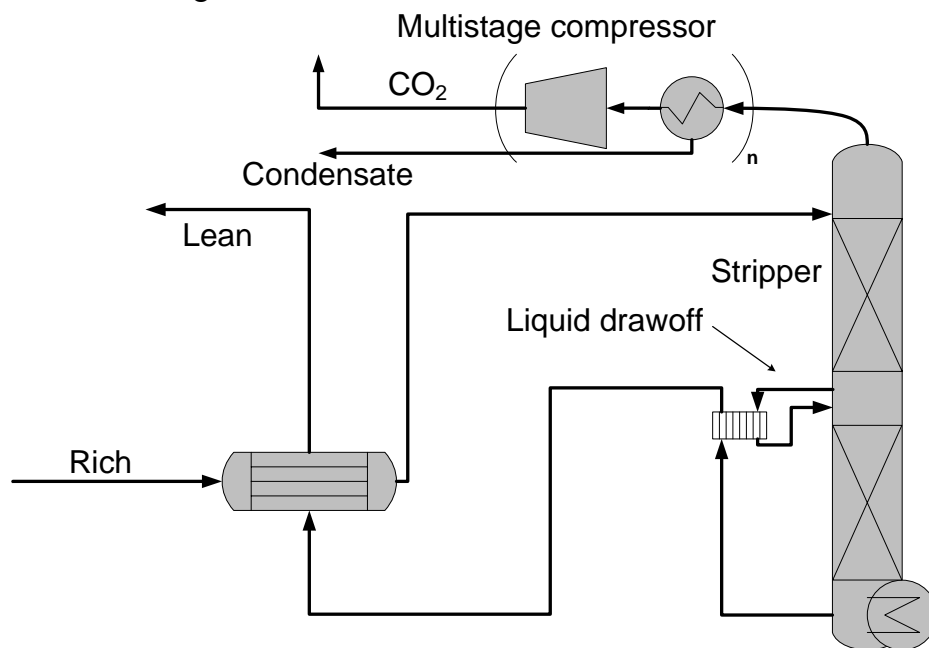 Multistage compressor
CO₂
n
Condensate
Lean
Stripper
Liquid drawoff
Rich